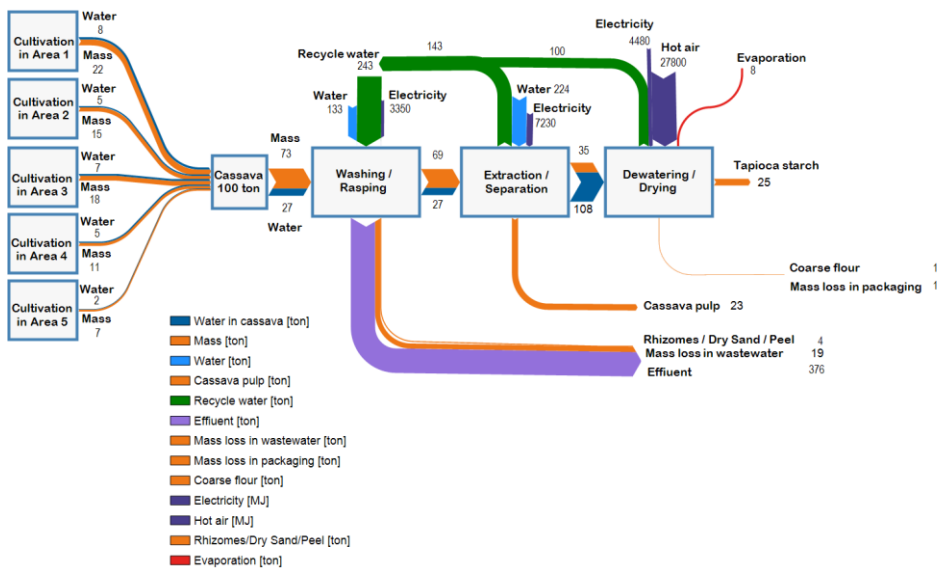 Water
8
Cultivation
in Area 1
Mass
22
Water
5
Cultivation
in Area 2
Mass
15
Water
7
Cultivation
in Area 3
Mass
18
Water
5
Cultivation
in Area 4
Mass
11
Water
2
Cultivation
in Area 5
Mass
7
Cassava
100 ton
Mass
73
27
Water
Recycle water
243
143
100
Water
133
Electricity
3350
Washing /
Rasping
69
27
Water 224
Electricity
7230
Extraction /
Separation
35
108
Electricity
4480
Hot air
27800
Evaporation
8
Dewatering /
Drying
Tapioca starch
25
Coarse flour 1
Mass loss in packaging 1
Cassava pulp 23
Rhizomes / Dry Sand / Peel 4
Mass loss in wastewater 19
Effiuent 376
Water in cassava [ton]
Mass [ton]
Water [ton]
Cassava pulp [ton]
Recycle water [ton]
Effiuent [ton]
Mass loss in wastewater [ton]
Mass loss in packaging [ton]
Coarse flour [ton]
Electricity [MJ]
Hot air [MJ]
Rhizomes/Dry Sand/Peel [ton]
Evaporation [ton]